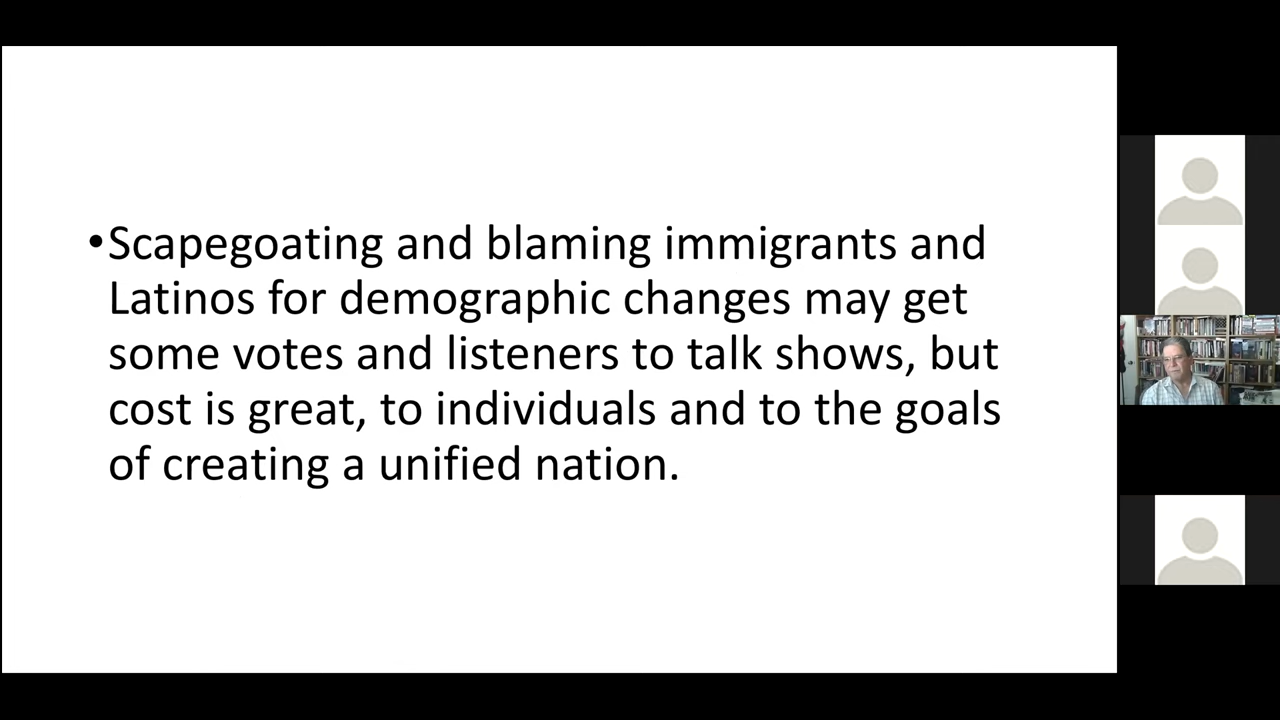 •Scapegoating and blaming immigrants and
Latinos for demographic changes may get
some votes and listeners to talk shows, but
cost is great, to individuals and to the goals
of creating a unified nation.